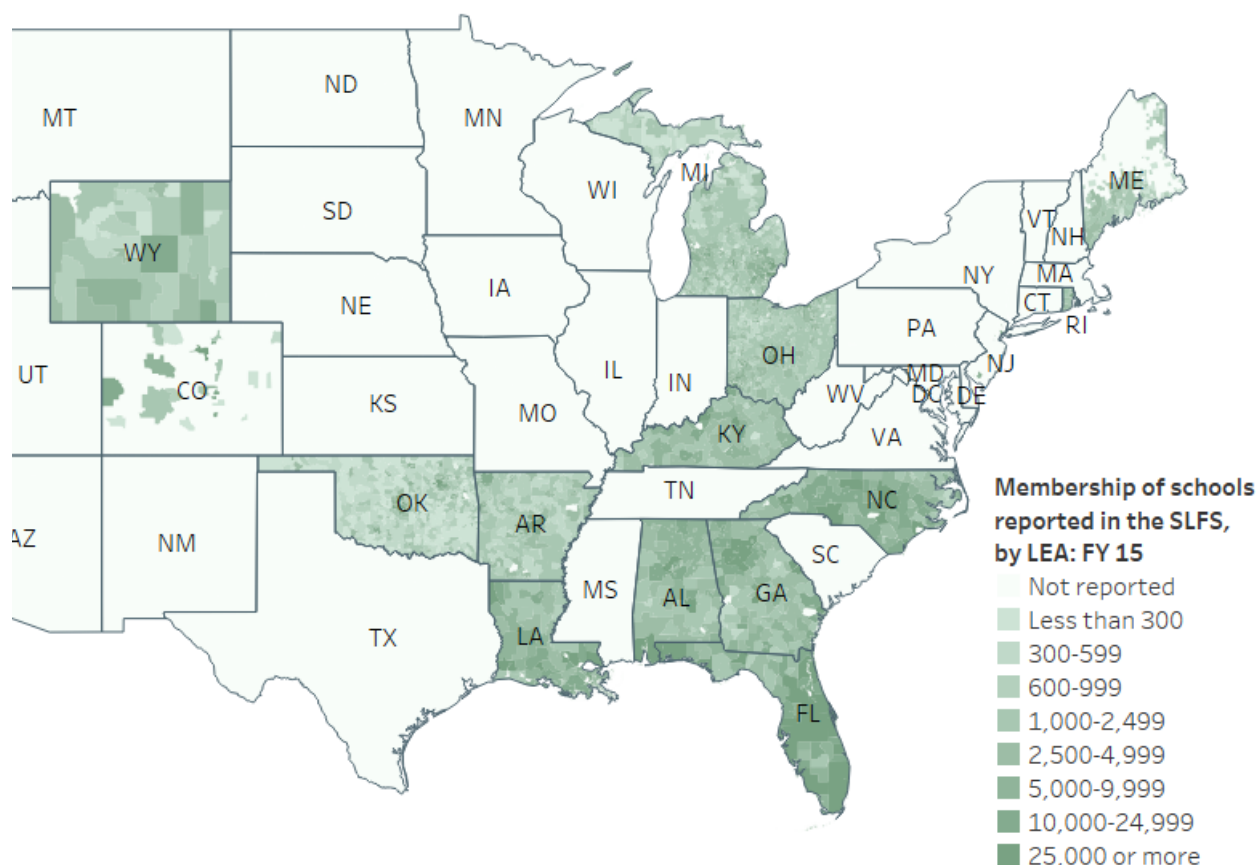 ND
MN
MT
WI
MI
ME
SD
VT
NH
WY
NY
MA
IA
CT
NE
RI
PA
OH
NJ
UT
CO
IL
IN
MD
DC
DE
WV
KS
MO
KY
VA
TN
NC
OK
AR
AZ
NM
SC
MS
AL
GA
TX
LA
FL
Membership of schools
reported in the SLFS,
by LEA: FY 15
Not reported
Less than 300
300-599
600-999
1,000-2,499
2,500-4,999
5,000-9,999
10,000-24,999
25,000 or more